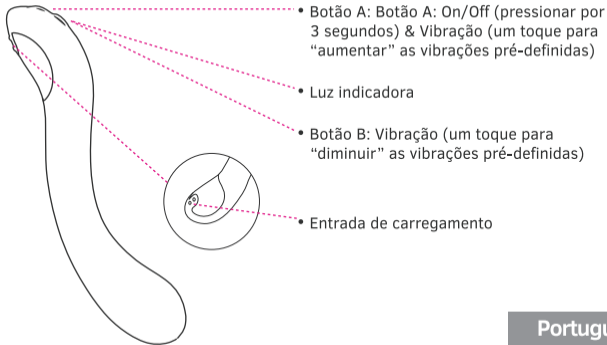 • Botão A: Botão A: On/Off (pressionar por
3 segundos) & Vibração (um toque para
“aumentar” as vibrações pré-definidas)
• Luz indicadora
• Botão B: Vibração (um toque para
“diminuir” as vibrações pré-definidas)
• Entrada de carregamento